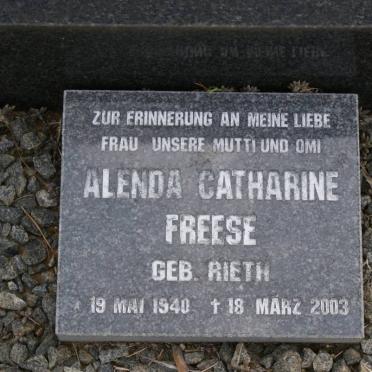 ZUR ERINNERUNG AN MEINE LIEBE
FRAU UNSERE MUTTI UND OMI
ALENDA CATHARINE
FREESE
GEB. RIETH
* 19 MAI 1940 † 18 MÄRZ 2003